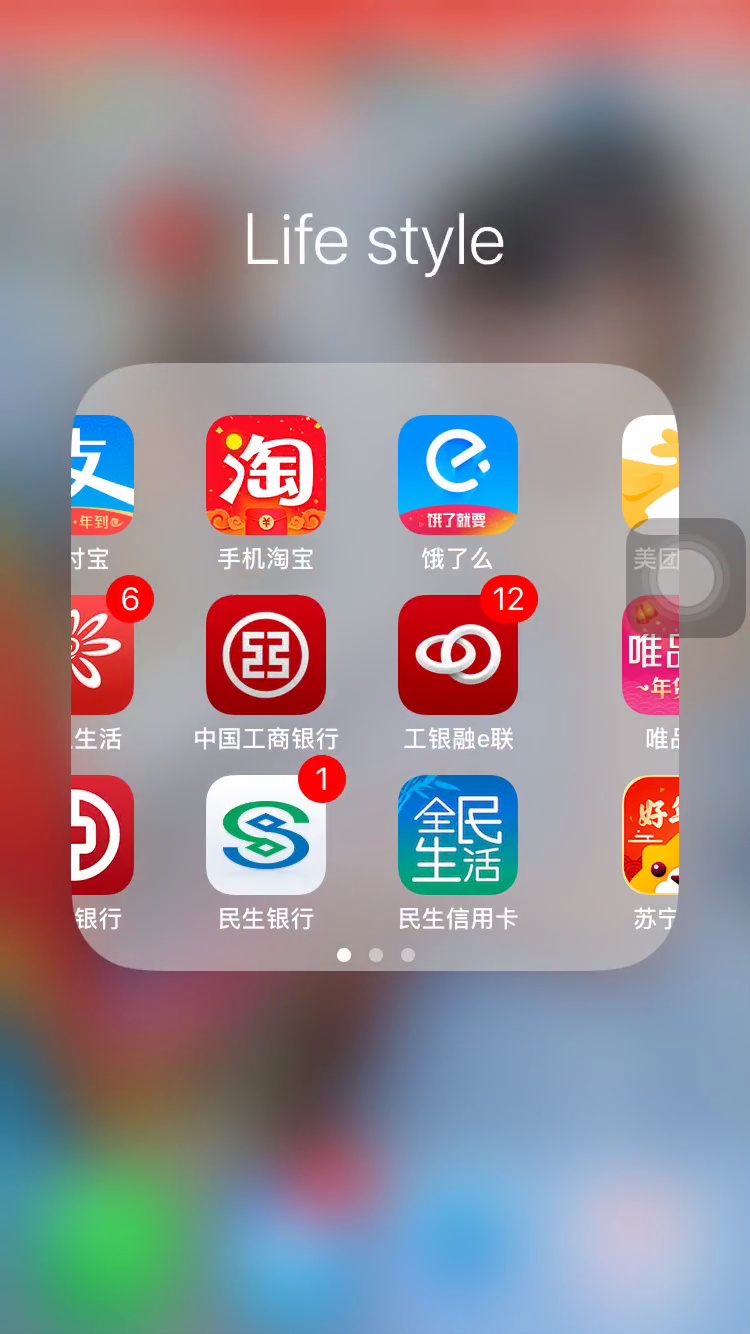 Life style
支
年到
淘
饿了就要
付宝
手机淘宝
饿了么
美团
6
12
唯品
年货
生活
中国工商银行
工银融e联
唯品
1
全民
生活
好年
银行
民生银行
民生信用卡
苏宁